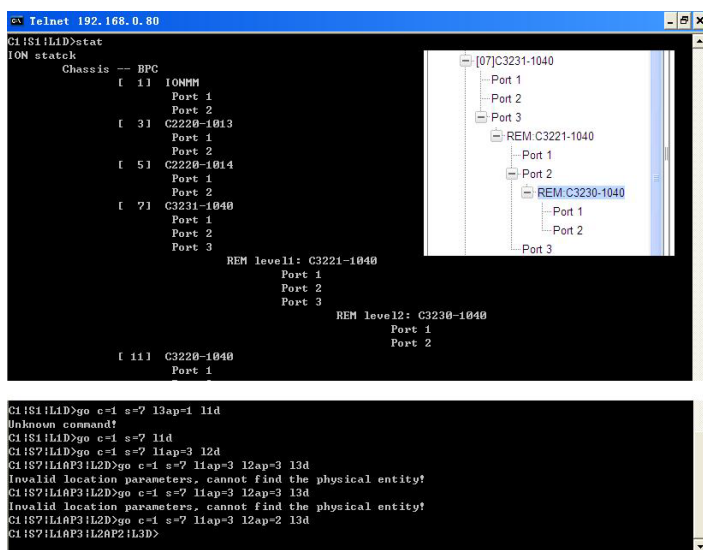 Telnet 192.168.0.80
C1|S1|L1D>stat
ION statck
Chassis -- BPC
[ 1] IONMM
Port 1
Port 2
[ 3] C2220-1013
Port 1
Port 2
[ 5] C2220-1014
Port 1
Port 2
[ 7] C3231-1040
Port 1
Port 2
Port 3
REM level1: C3221-1040
Port 1
Port 2
Port 3
REM level2: C3230-1040
Port 1
Port 2
[ 11] C3220-1040
Port 1
[07]C3231-1040
Port 1
Port 2
Port 3
REM:C3221-1040
Port 1
Port 2
REM:C3230-1040
Port 1
Port 2
Port 3
C1|S1|L1D>go c=1 s=7 l3ap=1 l1d
Unknown command!
C1|S1|L1D>go c=1 s=7 l1d
C1|S7|L1D>go c=1 s=7 l1ap=3 l2d
C1|S7|L1AP3|L2D>go c=1 s=7 l1ap=3 l2ap=3 l3d
Invalid location parameters, cannot find the physical entity!
C1|S7|L1AP3|L2D>go c=1 s=7 l1ap=3 l2ap=1 l3d
Invalid location parameters, cannot find the physical entity!
C1|S7|L1AP3|L2D>go c=1 s=7 l1ap=3 l2ap=2 l3d
C1|S7|L1AP3|L2AP2|L3D>